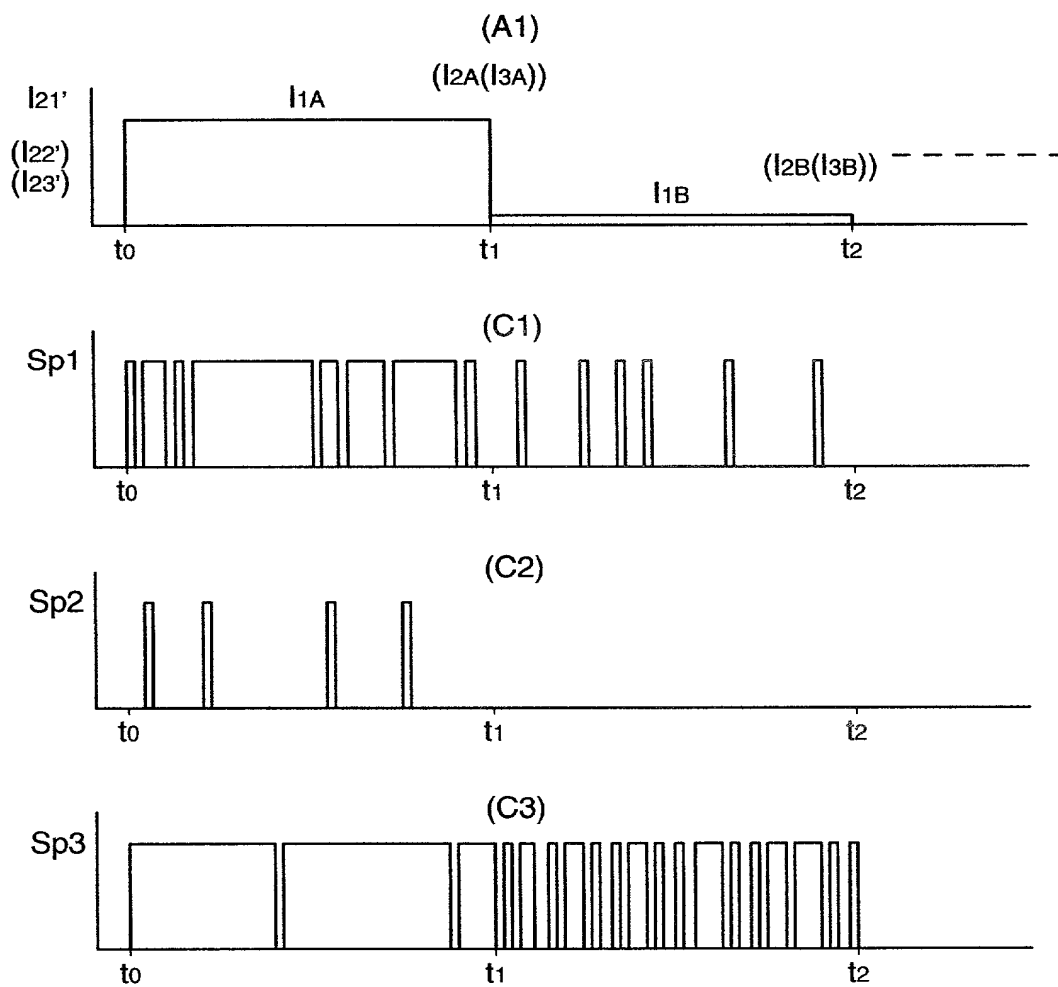 (A1)
(I2A(I3A))
I21' I1A
(I22')
(I23')
(I2B(I3B))
I1B
t0 t1 t2
(C1)
Sp1
t0 t1 t2
(C2)
Sp2
t0 t1 t2
(C3)
Sp3
t0 t1 t2